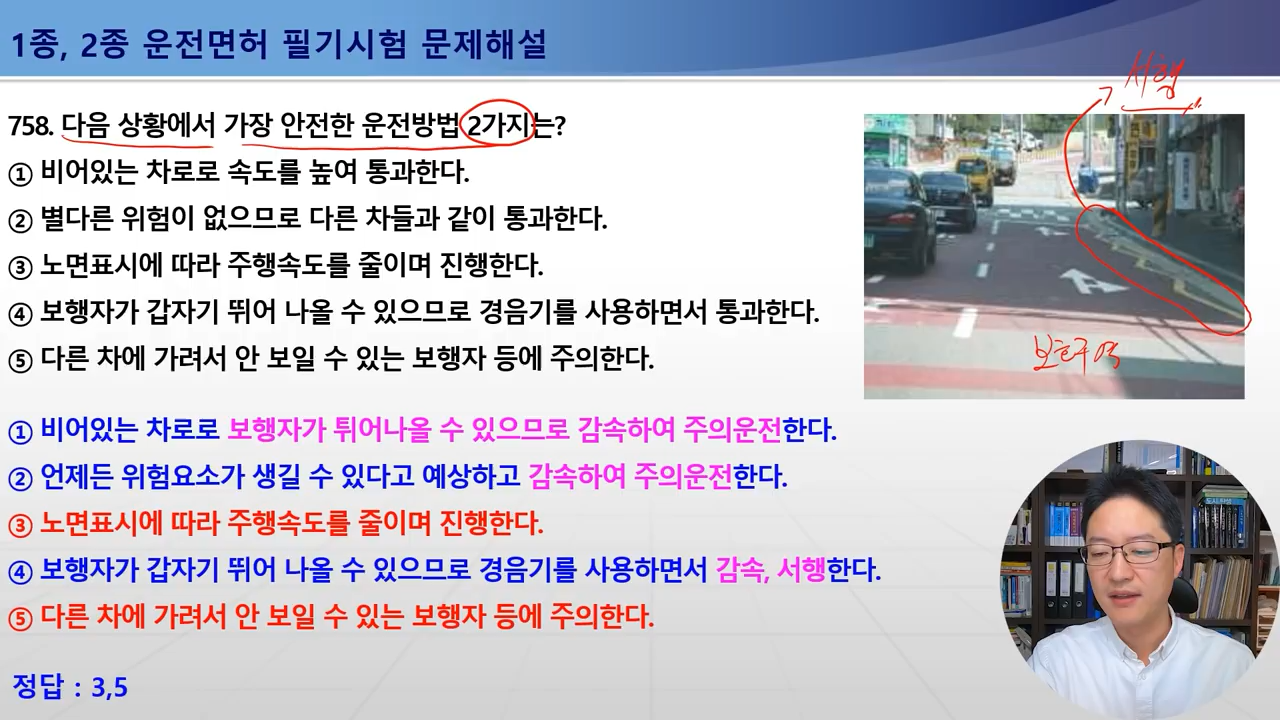 1종, 2종 운전면허 필기시험 문제해설
758. 다음 상황에서 가장 안전한 운전방법 2가지는?
① 비어있는 차로로 속도를 높여 통과한다.
② 별다른 위험이 없으므로 다른 차들과 같이 통과한다.
③ 노면표시에 따라 주행속도를 줄이며 진행한다.
④ 보행자가 갑자기 뛰어 나올 수 있으므로 경음기를 사용하면서 통과한다.
⑤ 다른 차에 가려서 안 보일 수 있는 보행자 등에 주의한다.
서행
보호구역
① 비어있는 차로로 보행자가 튀어나올 수 있으므로 감속하여 주의운전한다.
② 언제든 위험요소가 생길 수 있다고 예상하고 감속하여 주의운전한다.
③ 노면표시에 따라 주행속도를 줄이며 진행한다.
④ 보행자가 갑자기 뛰어 나올 수 있으므로 경음기를 사용하면서 감속, 서행한다.
⑤ 다른 차에 가려서 안 보일 수 있는 보행자 등에 주의한다.
정답 : 3,5